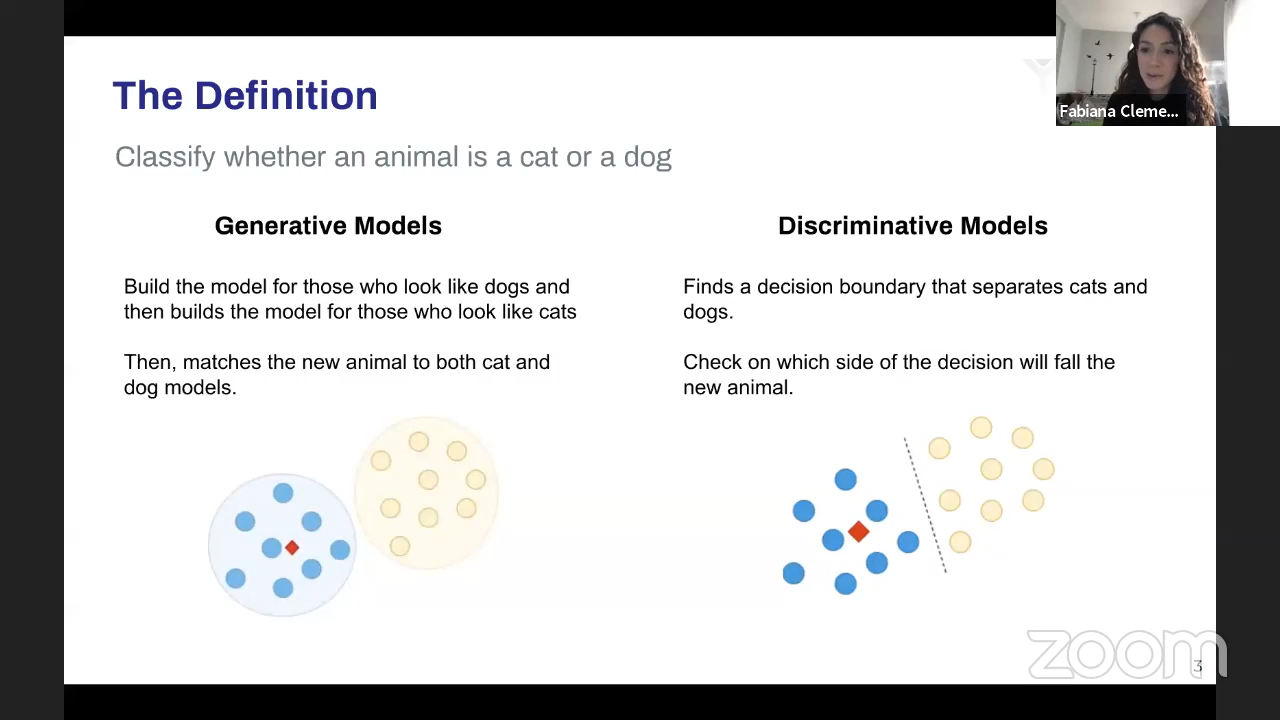 The Definition
Classify whether an animal is a cat or a dog
Fabiana Cleme...
Generative Models
Build the model for those who look like dogs and
then builds the model for those who look like cats
Then, matches the new animal to both cat and
dog models.
Discriminative Models
Finds a decision boundary that separates cats and
dogs.
Check on which side of the decision will fall the
new animal.
zoom
3